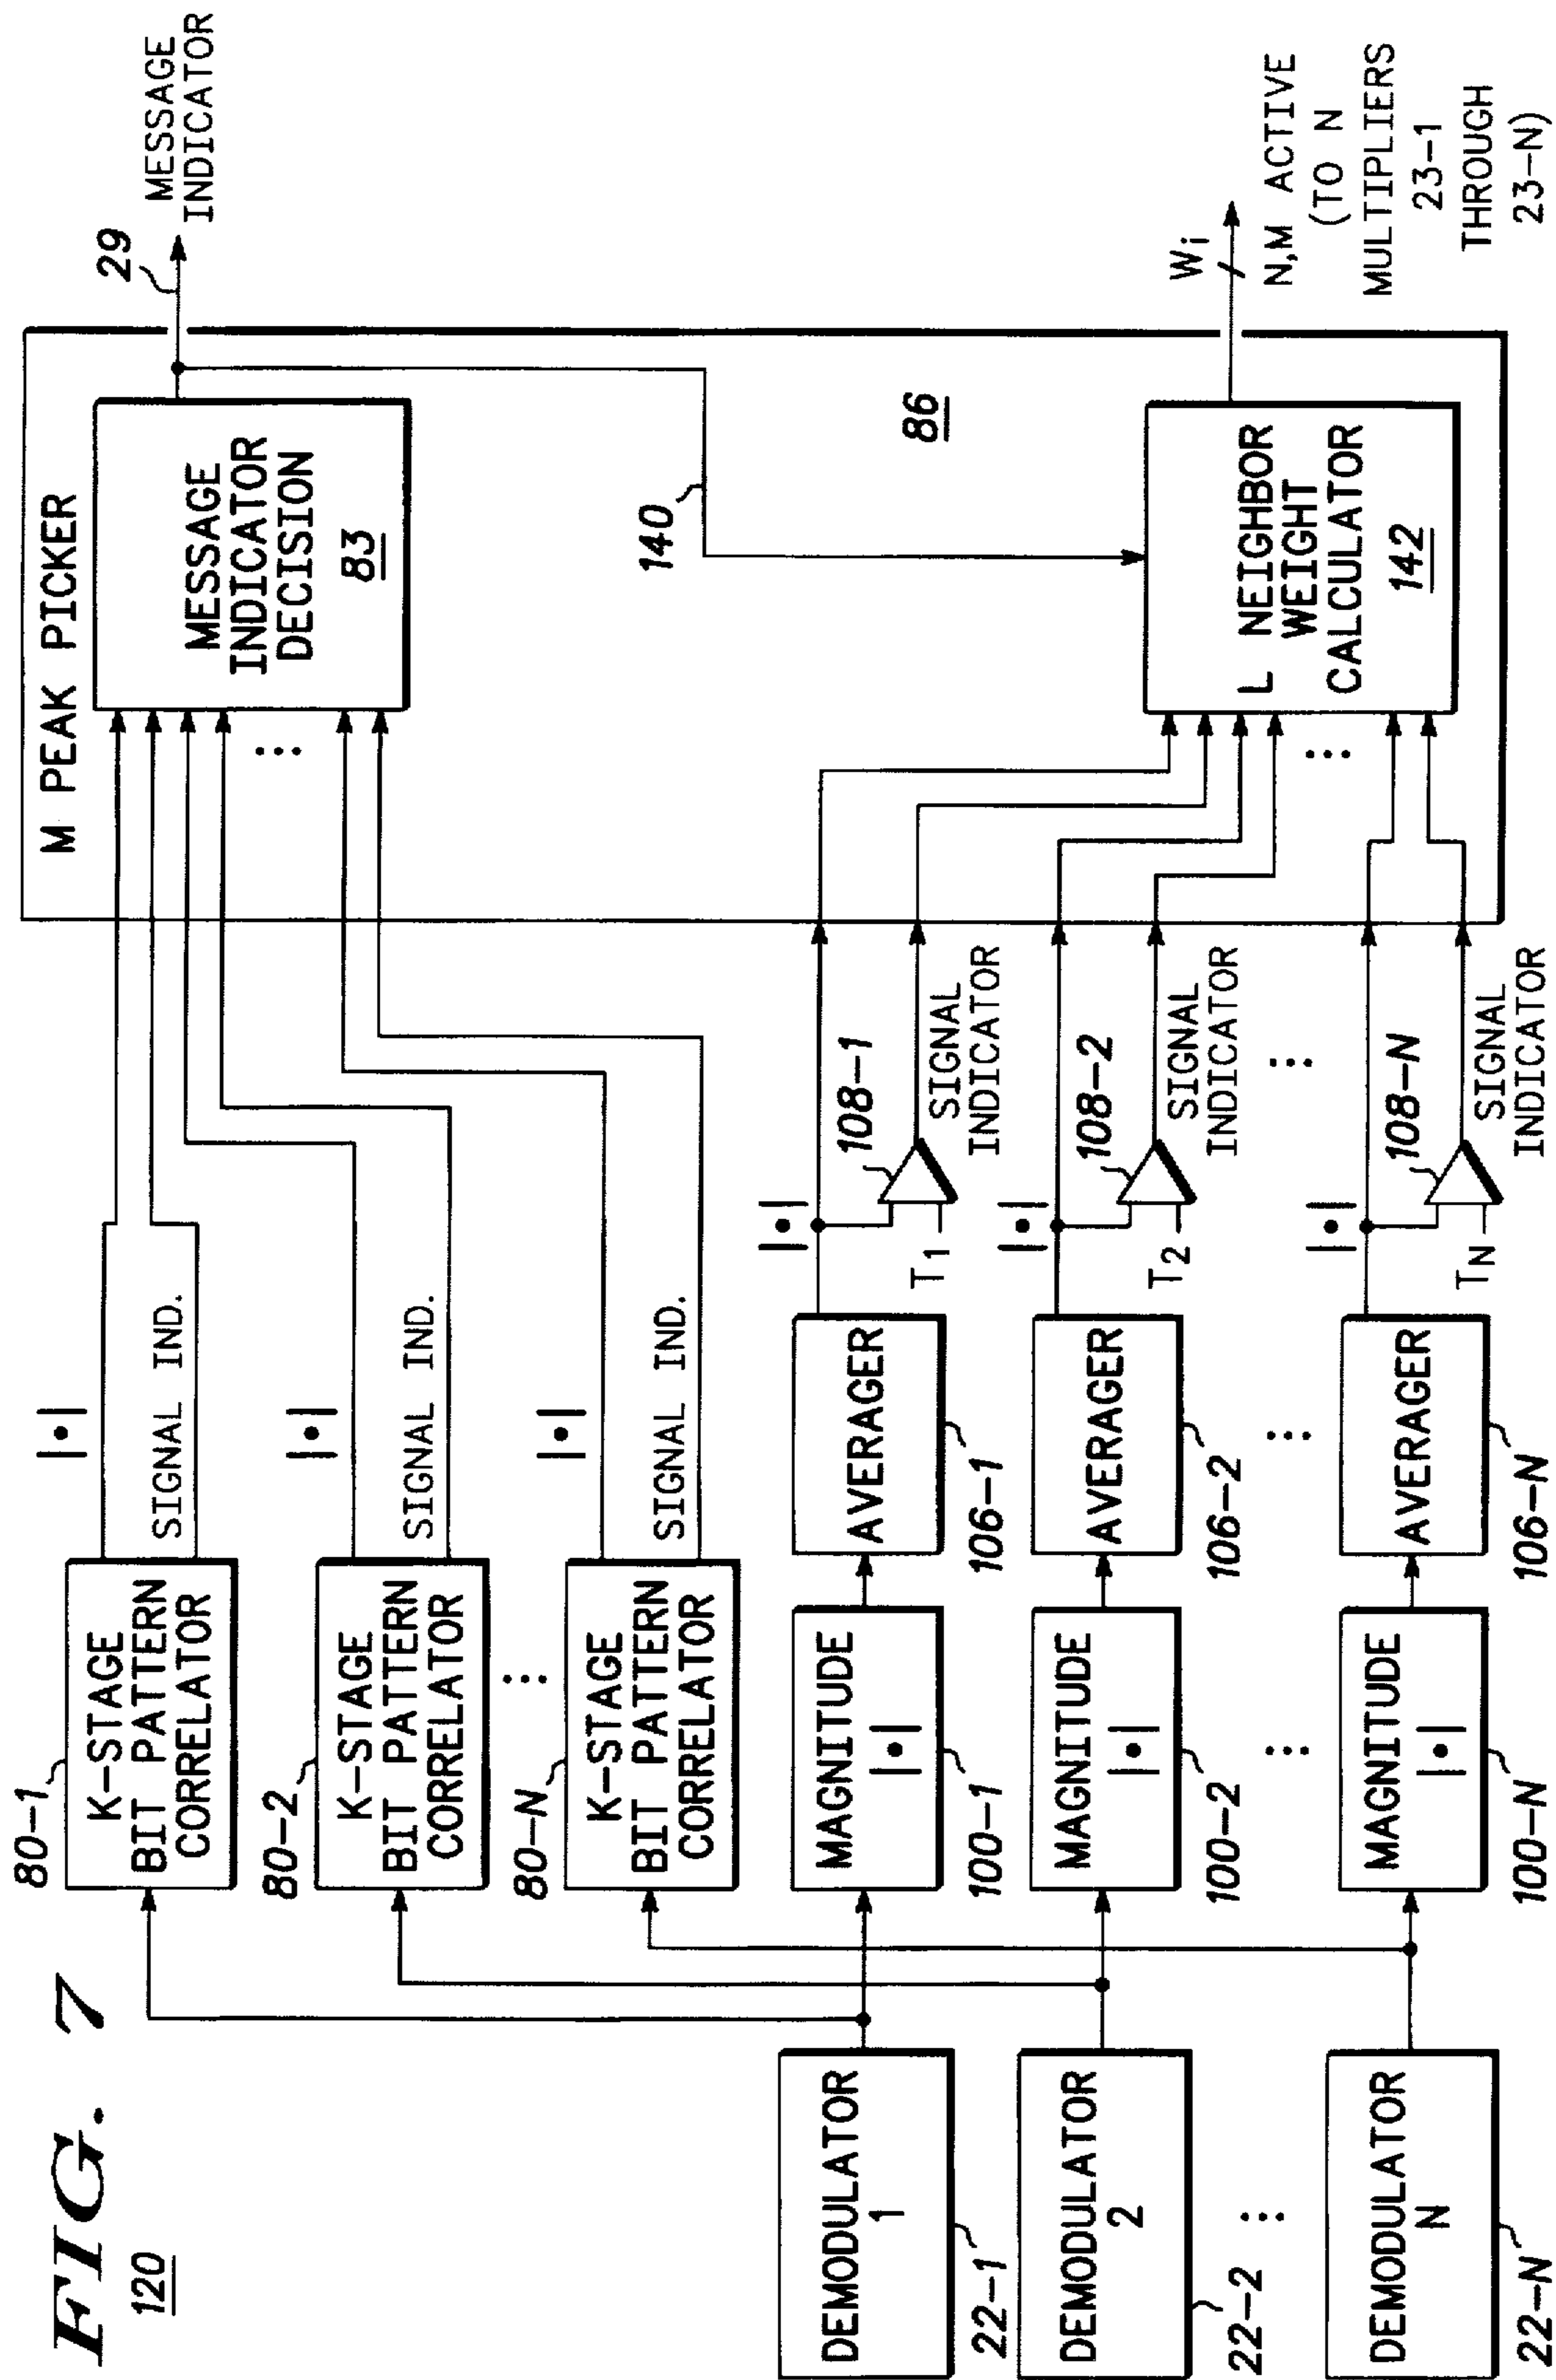 FIG. 7
120
80-1
K-STAGE
BIT PATTERN
CORRELATOR
|•|
SIGNAL IND.
80-2
K-STAGE
BIT PATTERN
CORRELATOR
|•|
SIGNAL IND.
80-N
K-STAGE
BIT PATTERN
CORRELATOR
|•|
SIGNAL IND.
M PEAK PICKER
MESSAGE
INDICATOR
DECISION
83
29
MESSAGE
INDICATOR
140
86
DEMODULATOR
1
22-1
MAGNITUDE
|•|
100-1
AVERAGER
106-1
|•|
T1
108-1
SIGNAL
INDICATOR
DEMODULATOR
2
22-2
MAGNITUDE
|•|
100-2
AVERAGER
106-2
|•|
T2
108-2
SIGNAL
INDICATOR
DEMODULATOR
N
22-N
MAGNITUDE
|•|
100-N
AVERAGER
106-N
|•|
TN
108-N
SIGNAL
INDICATOR
L NEIGHBOR
WEIGHT
CALCULATOR
142
Wi
N,M ACTIVE
(TO N
MULTIPLIERS
23-1
THROUGH
23-N)